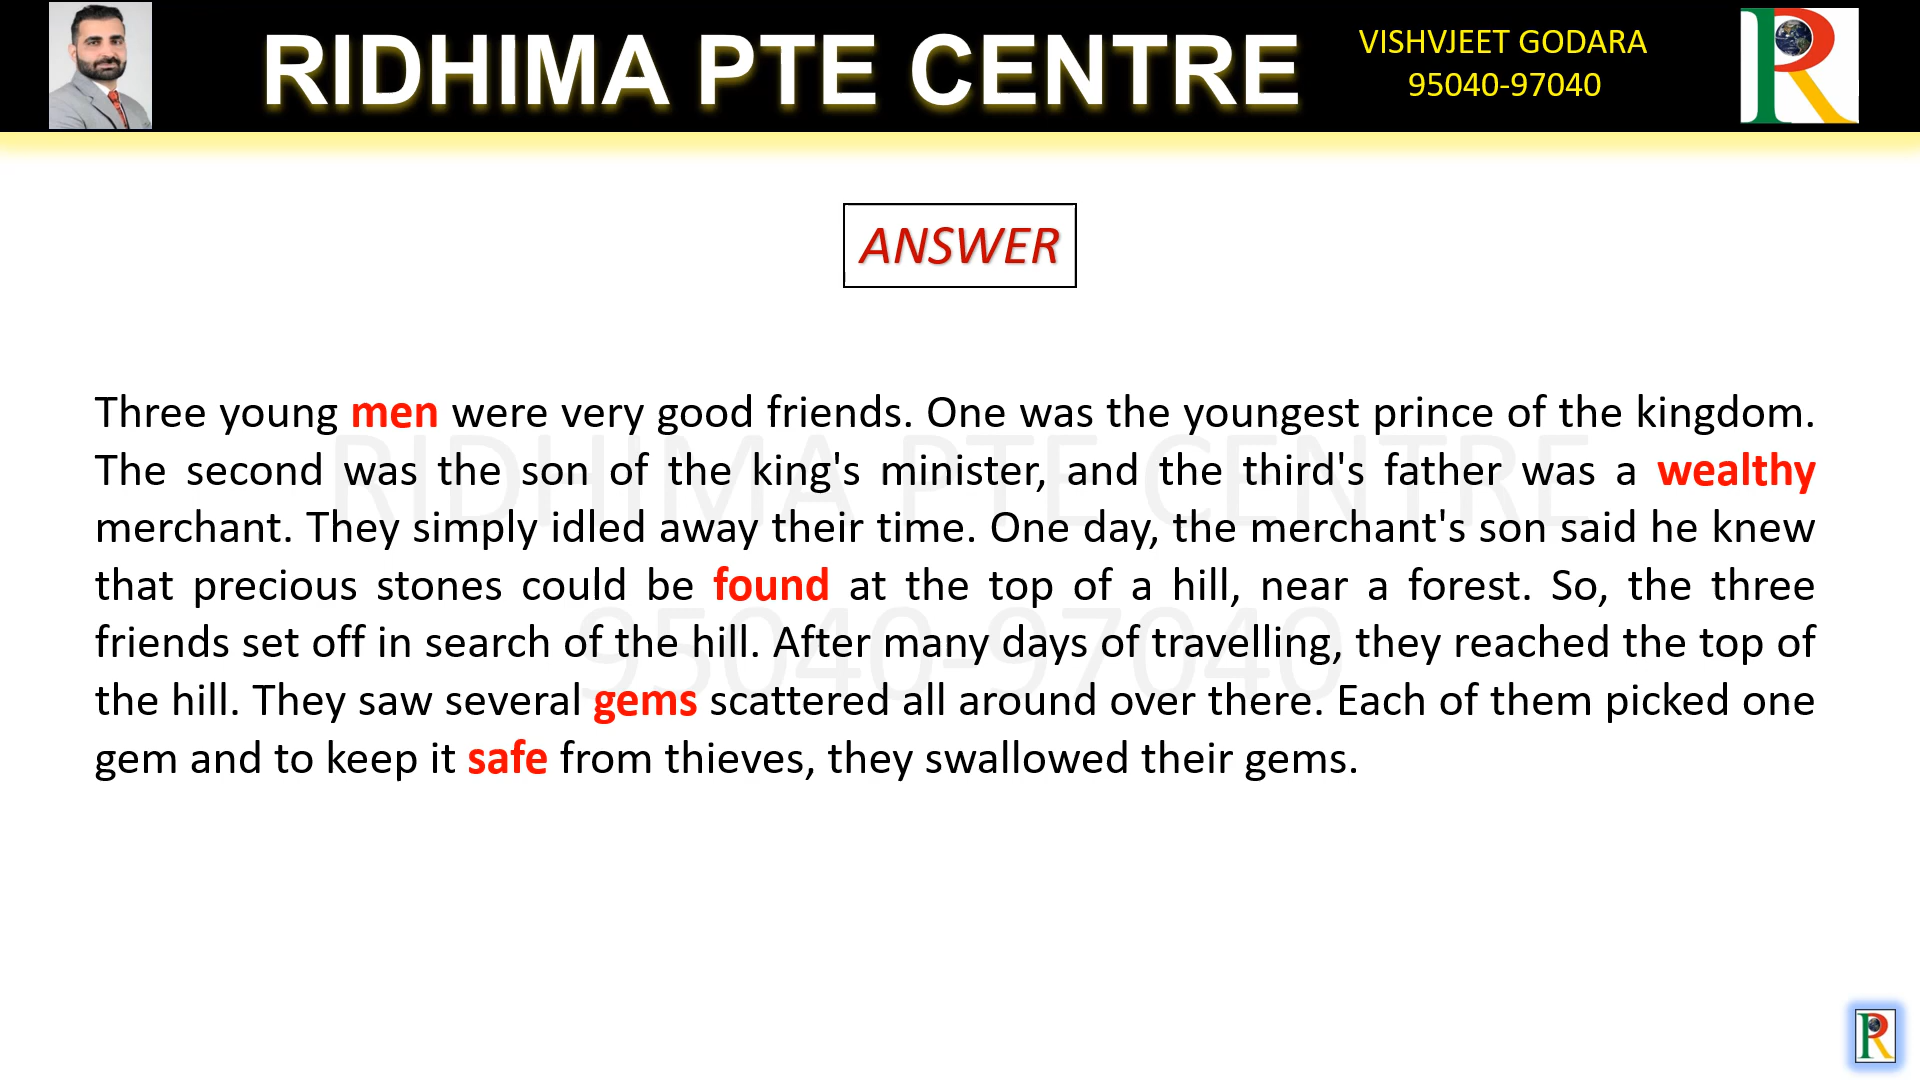 RIDHIMA PTE CENTRE
VISHVJEET GODARA
95040-97040
ANSWER
Three young men were very good friends. One was the youngest prince of the kingdom.
The second was the son of the king's minister, and the third's father was a wealthy
merchant. They simply idled away their time. One day, the merchant's son said he knew
that precious stones could be found at the top of a hill, near a forest. So, the three
friends set off in search of the hill. After many days of travelling, they reached the top of
the hill. They saw several gems scattered all around over there. Each of them picked one
gem and to keep it safe from thieves, they swallowed their gems.
RIDHIMA PTE CENTRE
95040-97040